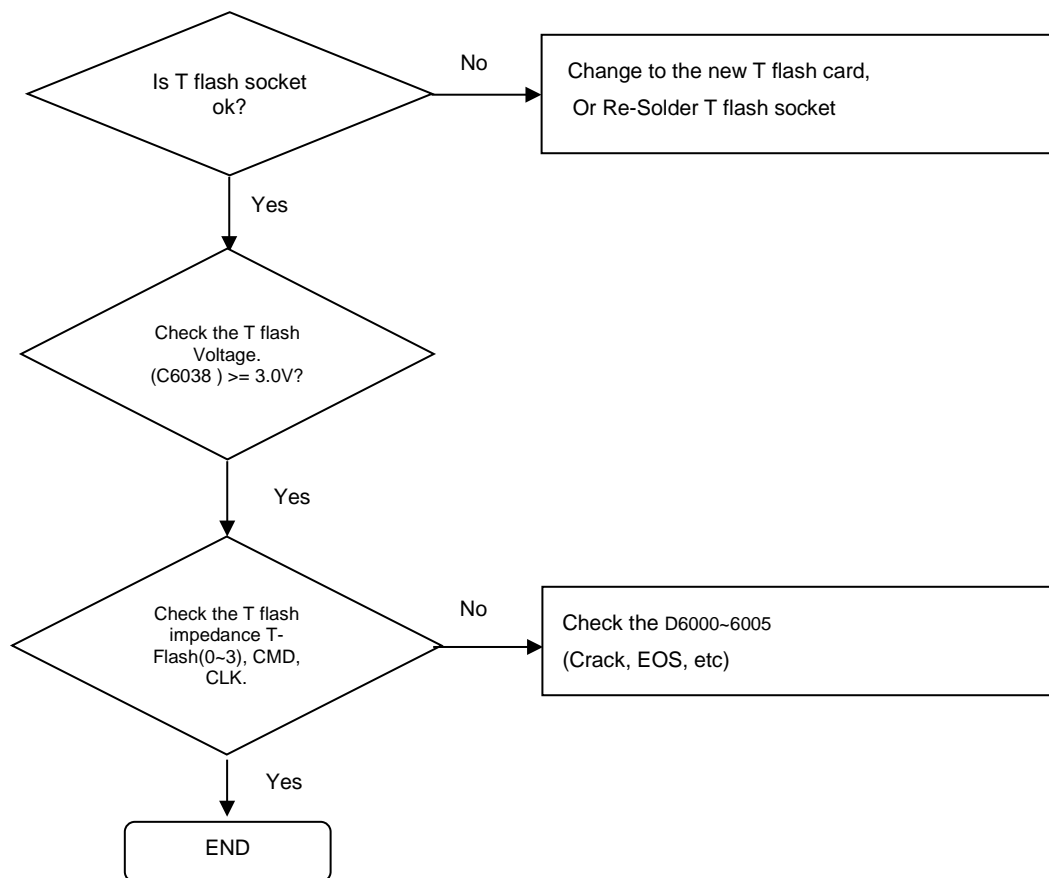 Is T flash socket
ok?
No
Change to the new T flash card,
Or Re-Solder T flash socket
Yes
Check the T flash
Voltage.
(C6038 ) >= 3.0V?
Yes
Check the T flash
impedance T-
Flash(0~3), CMD,
CLK.
No
Check the D6000~6005
(Crack, EOS, etc)
Yes
END